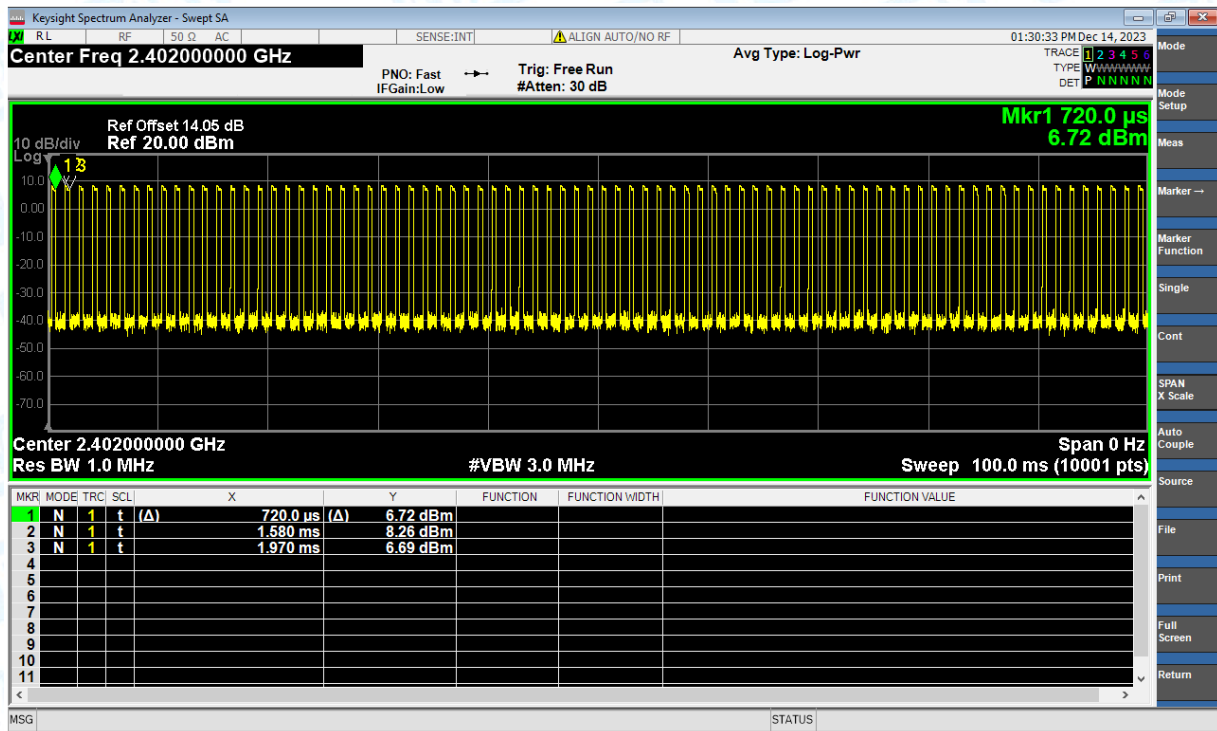 Keysight Spectrum Analyzer - Swept SA
LXI RL RF 50 Ω AC SENSE:INT ALIGN AUTO/NO RF 01:30:33 PM Dec 14, 2023
Center Freq 2.402000000 GHz
PNO: Fast
IFGain:Low
Trig: Free Run
#Atten: 30 dB
Avg Type: Log-Pwr
TRACE 1 2 3 4 5 6
TYPE WWWWWW
DET P N N N N N
Mkr1 720.0 µs
6.72 dBm
Ref Offset 14.05 dB
10 dB/div Ref 20.00 dBm
Log
1 2 3
10.0
0.00
-10.0
-20.0
-30.0
-40.0
-50.0
-60.0
-70.0
Center 2.402000000 GHz Span 0 Hz
Res BW 1.0 MHz #VBW 3.0 MHz Sweep 100.0 ms (10001 pts)
MKR MODE TRC SCL X Y FUNCTION FUNCTION WIDTH FUNCTION VALUE
1 N 1 t (Δ) 720.0 µs (Δ) 6.72 dBm
2 N 1 t 1.580 ms 8.26 dBm
3 N 1 t 1.970 ms 6.69 dBm
4
5
6
7
8
9
10
11
MSG STATUS
Mode
Mode
Setup
Meas
Marker →
Marker
Function
Single
Cont
SPAN
X Scale
Auto
Couple
Source
File
Print
Full
Screen
Return